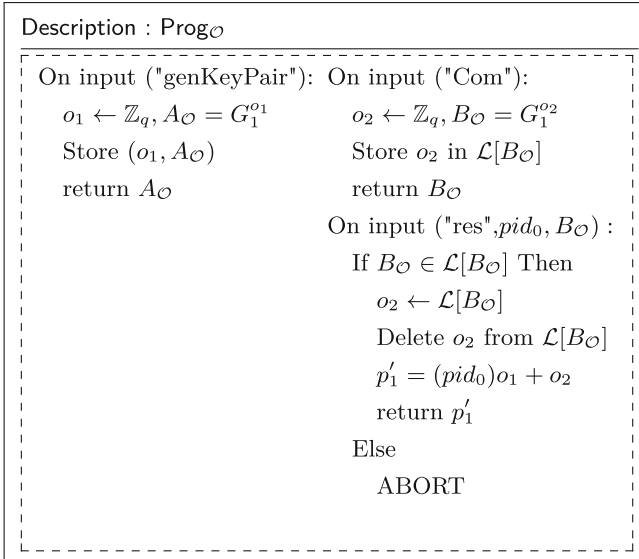 Description : Prog𝒪
On input ("genKeyPair"):
o₁ ← ℤ_q, A_𝒪 = G₁^{o₁}
Store (o₁, A_𝒪)
return A_𝒪
On input ("Com"):
o₂ ← ℤ_q, B_𝒪 = G₁^{o₂}
Store o₂ in ℒ[B_𝒪]
return B_𝒪
On input ("res",pid₀, B_𝒪) :
If B_𝒪 ∈ ℒ[B_𝒪] Then
o₂ ← ℒ[B_𝒪]
Delete o₂ from ℒ[B_𝒪]
p′₁ = (pid₀)o₁ + o₂
return p′₁
Else
ABORT